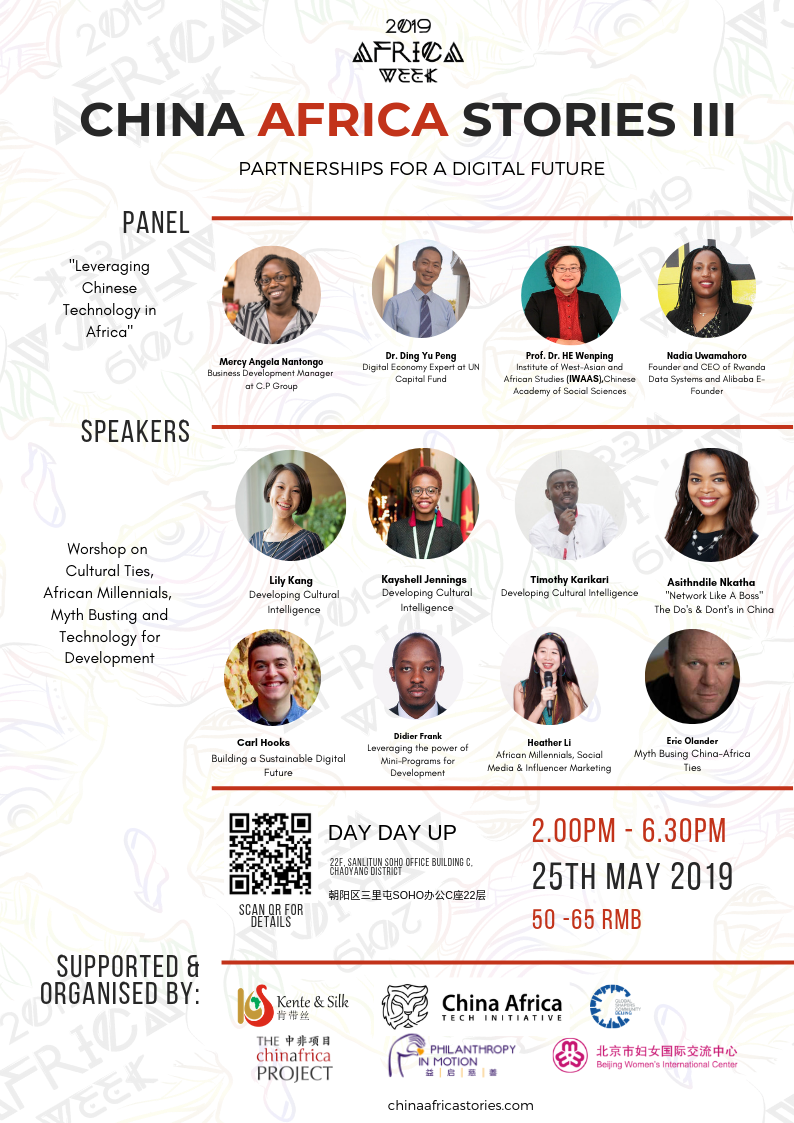 2019
AFRICA
WEEK
CHINA AFRICA STORIES III
PARTNERSHIPS FOR A DIGITAL FUTURE
PANEL
"Leveraging
Chinese
Technology in
Africa"
Mercy Angela Nantongo
Business Development Manager
at C.P Group
Dr. Ding Yu Peng
Digital Economy Expert at UN
Capital Fund
Prof. Dr. HE Wenping
Institute of West-Asian and
African Studies (IWAAS),Chinese
Academy of Social Sciences
Nadia Uwamahoro
Founder and CEO of Rwanda
Data Systems and Alibaba E-
Founder
SPEAKERS
Worshop on
Cultural Ties,
African Millennials,
Myth Busting and
Technology for
Development
Lily Kang
Developing Cultural
Intelligence
Kayshell Jennings
Developing Cultural
Intelligence
Timothy Karikari
Developing Cultural Intelligence
Asithndile Nkatha
"Network Like A Boss"
The Do's & Dont's in China
Carl Hooks
Building a Sustainable Digital
Future
Didier Frank
Leveraging the power of
Mini-Programs for
Development
Heather Li
African Millennials, Social
Media & Influencer Marketing
Eric Olander
Myth Busing China-Africa
Ties
SCAN QR FOR
DETAILS
DAY DAY UP
22F, SANLITUN SOHO OFFICE BUILDING C,
CHAOYANG DISTRICT
朝阳区三里屯SOHO办公C座22层
2.00PM - 6.30PM
25TH MAY 2019
50 -65 RMB
SUPPORTED &
ORGANISED BY:
Kente & Silk
肯带丝
China Africa
TECH INITIATIVE
GLOBAL
SHAPERS
COMMUNITY
BEIJING
THE 中非项目
chinafrica
PROJECT
PHILANTHROPY
IN MOTION
益 启 慈 善
北京市妇女国际交流中心
Beijing Women's International Center
chinaafricastories.com